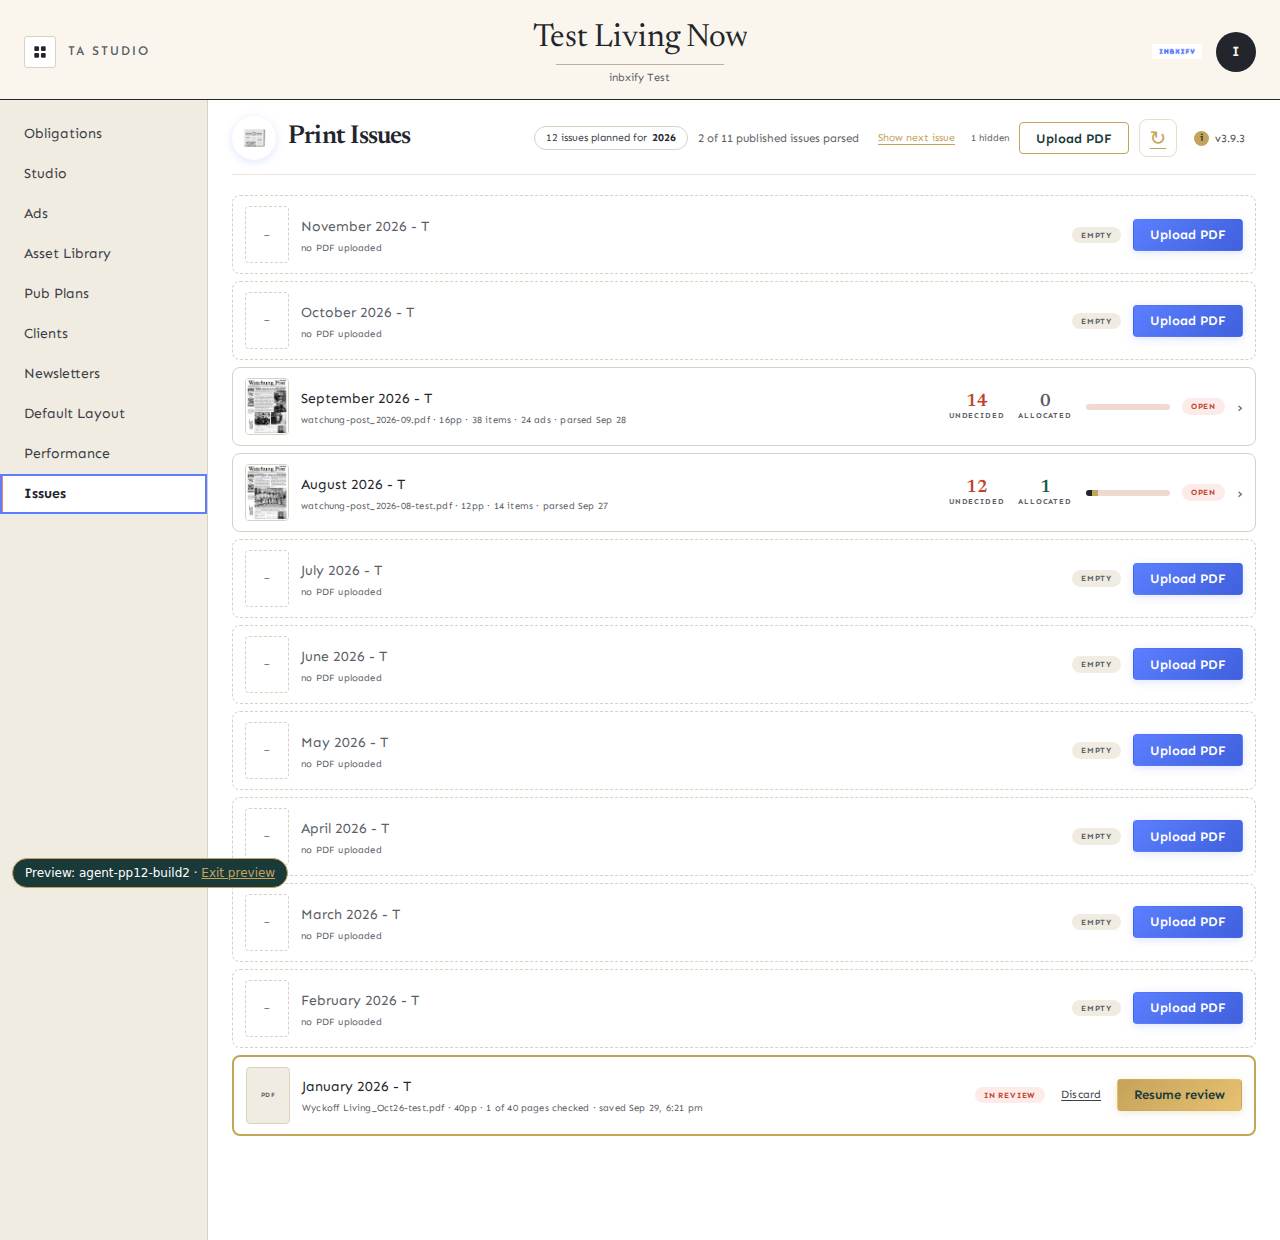 TA STUDIO
Test Living Now
inbxify Test
INBXIFY
I
Obligations
Studio
Ads
Asset Library
Pub Plans
Clients
Newsletters
Default Layout
Performance
Issues
Print Issues
12 issues planned for 2026
2 of 11 published issues parsed
Show next issue
1 hidden
Upload PDF
↻
i v3.9.3
–
November 2026 - T
no PDF uploaded
EMPTY
Upload PDF
–
October 2026 - T
no PDF uploaded
EMPTY
Upload PDF
Watchung Post
September 2026 - T
watchung-post_2026-09.pdf · 16pp · 38 items · 24 ads · parsed Sep 28
14 UNDECIDED
0 ALLOCATED
OPEN
›
Watchung Post
August 2026 - T
watchung-post_2026-08-test.pdf · 12pp · 14 items · parsed Sep 27
12 UNDECIDED
1 ALLOCATED
OPEN
›
–
July 2026 - T
no PDF uploaded
EMPTY
Upload PDF
–
June 2026 - T
no PDF uploaded
EMPTY
Upload PDF
–
May 2026 - T
no PDF uploaded
EMPTY
Upload PDF
–
April 2026 - T
no PDF uploaded
EMPTY
Upload PDF
Preview: agent-pp12-build2 · Exit preview
–
March 2026 - T
no PDF uploaded
EMPTY
Upload PDF
–
February 2026 - T
no PDF uploaded
EMPTY
Upload PDF
PDF
January 2026 - T
Wyckoff Living_Oct26-test.pdf · 40pp · 1 of 40 pages checked · saved Sep 29, 6:21 pm
IN REVIEW
Discard
Resume review